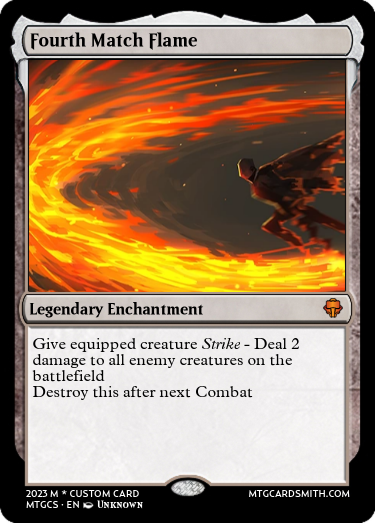 Fourth Match Flame
Legendary Enchantment
Give equipped creature Strike - Deal 2
damage to all enemy creatures on the
battlefield
Destroy this after next Combat
2023 M * CUSTOM CARD
MTGCS · EN Unknown
MTGCARDSMITH.COM